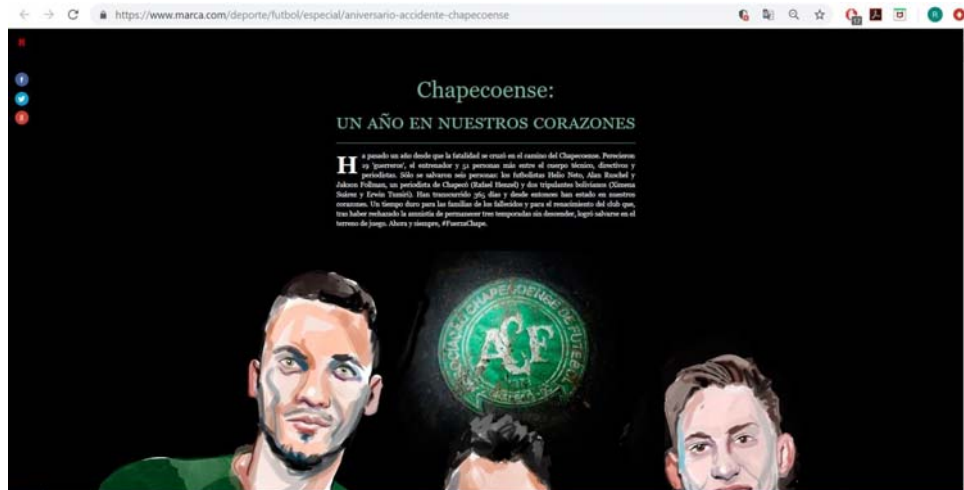 https://www.marca.com/deporte/futbol/especial/aniversario-accidente-chapecoense
Chapecoense:
UN AÑO EN NUESTROS CORAZONES
Ha pasado un año desde que la fatalidad se cruzó en el camino del Chapecoense. Perecieron
19 'guerreros', el entrenador y 51 personas más entre el cuerpo técnico, directivos y
periodistas. Sólo se salvaron seis personas: los futbolistas Helio Neto, Alan Ruschel y
Jakson Follman, un periodista de Chapecó (Rafael Henzel) y dos tripulantes bolivianos (Ximena
Suárez y Erwin Tumiri). Han transcurrido 365 días y desde entonces han estado en nuestros
corazones. Un tiempo duro para las familias de los fallecidos y para el renacimiento del club que,
tras haber rechazado la amnistía de permanecer tres temporadas sin descender, logró salvarse en el
terreno de juego. Ahora y siempre, #FuerzaChape.
ASSOCIAÇÃO CHAPECOENSE DE FUTEBOL
ACF
1973